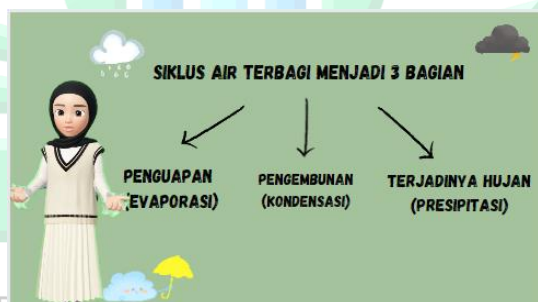 SIKLUS AIR TERBAGI MENJADI 3 BAGIAN
PENGUAPAN
(EVAPORASI)
PENGEMBUNAN
(KONDENSASI)
TERJADINYA HUJAN
(PRESIPITASI)